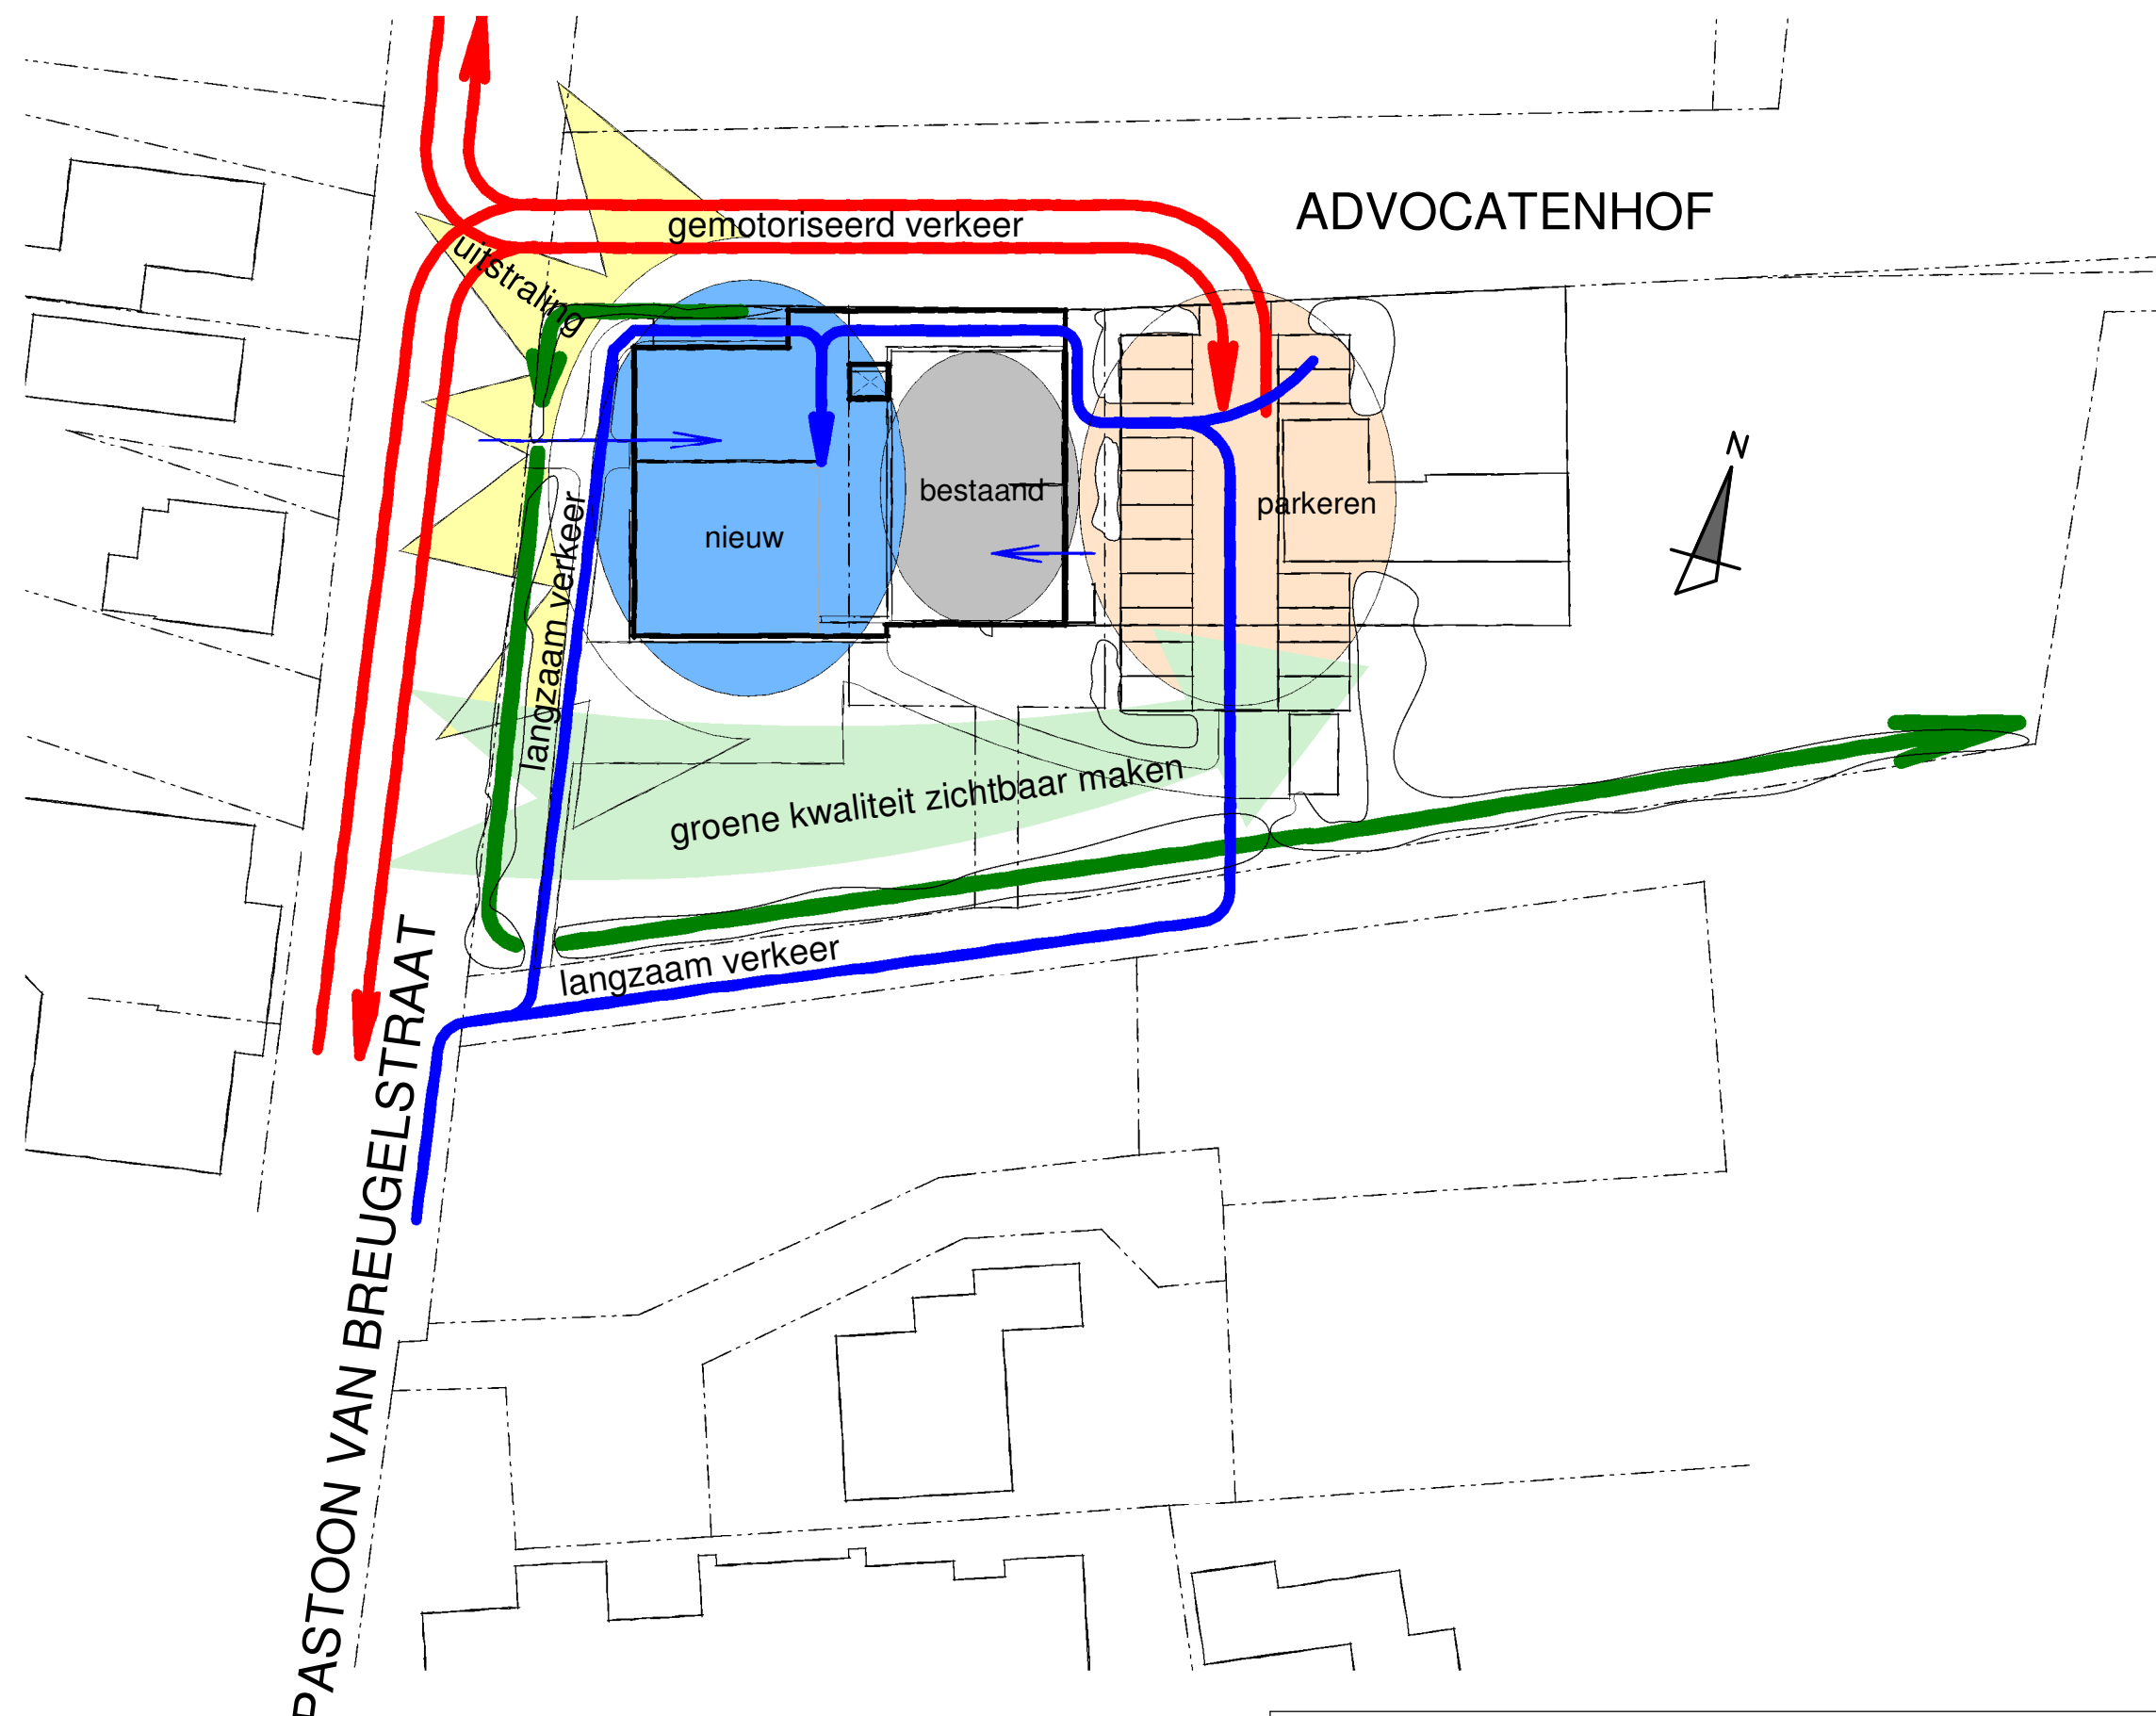 ADVOCATENHOF
gemotoriseerd verkeer
uitstraling
N
bestaand
parkeren
nieuw
langzaam verkeer
groene kwaliteit zichtbaar maken
langzaam verkeer
PASTOON VAN BREUGELSTRAAT